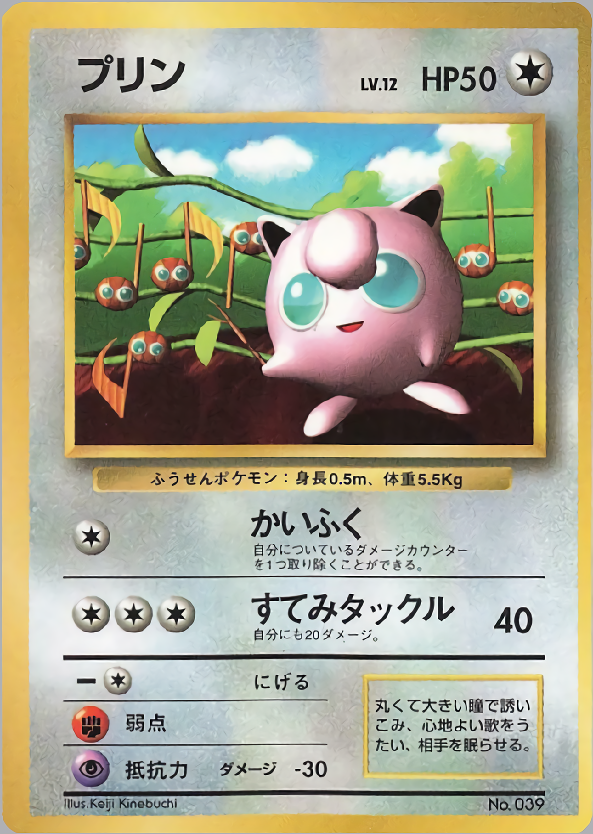 プリン LV.12 HP50
ふうせんポケモン：身長0.5m、体重5.5Kg
かいふく
自分についているダメージカウンター
を1つ取り除くことができる。
すてみタックル 40
自分にも20ダメージ。
－ にげる
弱点
抵抗力 ダメージ -30
丸くて大きい瞳で誘い
こみ、心地よい歌をう
たい、相手を眠らせる。
Illus.Keiji Kinebuchi No.039